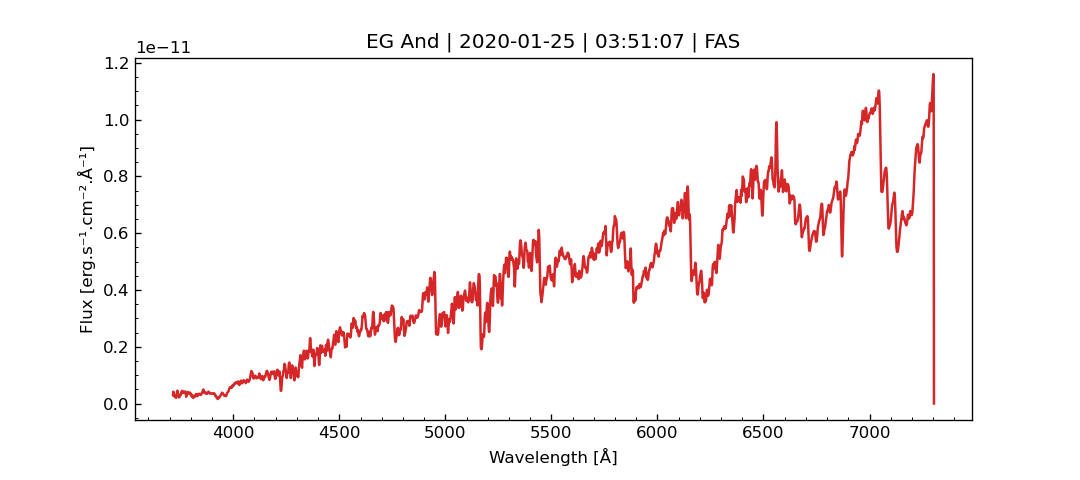 EG And | 2020-01-25 | 03:51:07 | FAS
1e−11
1.2
1.0
0.8
0.6
0.4
0.2
0.0
Flux [erg.s⁻¹.cm⁻².Å⁻¹]
4000 4500 5000 5500 6000 6500 7000
Wavelength [Å]